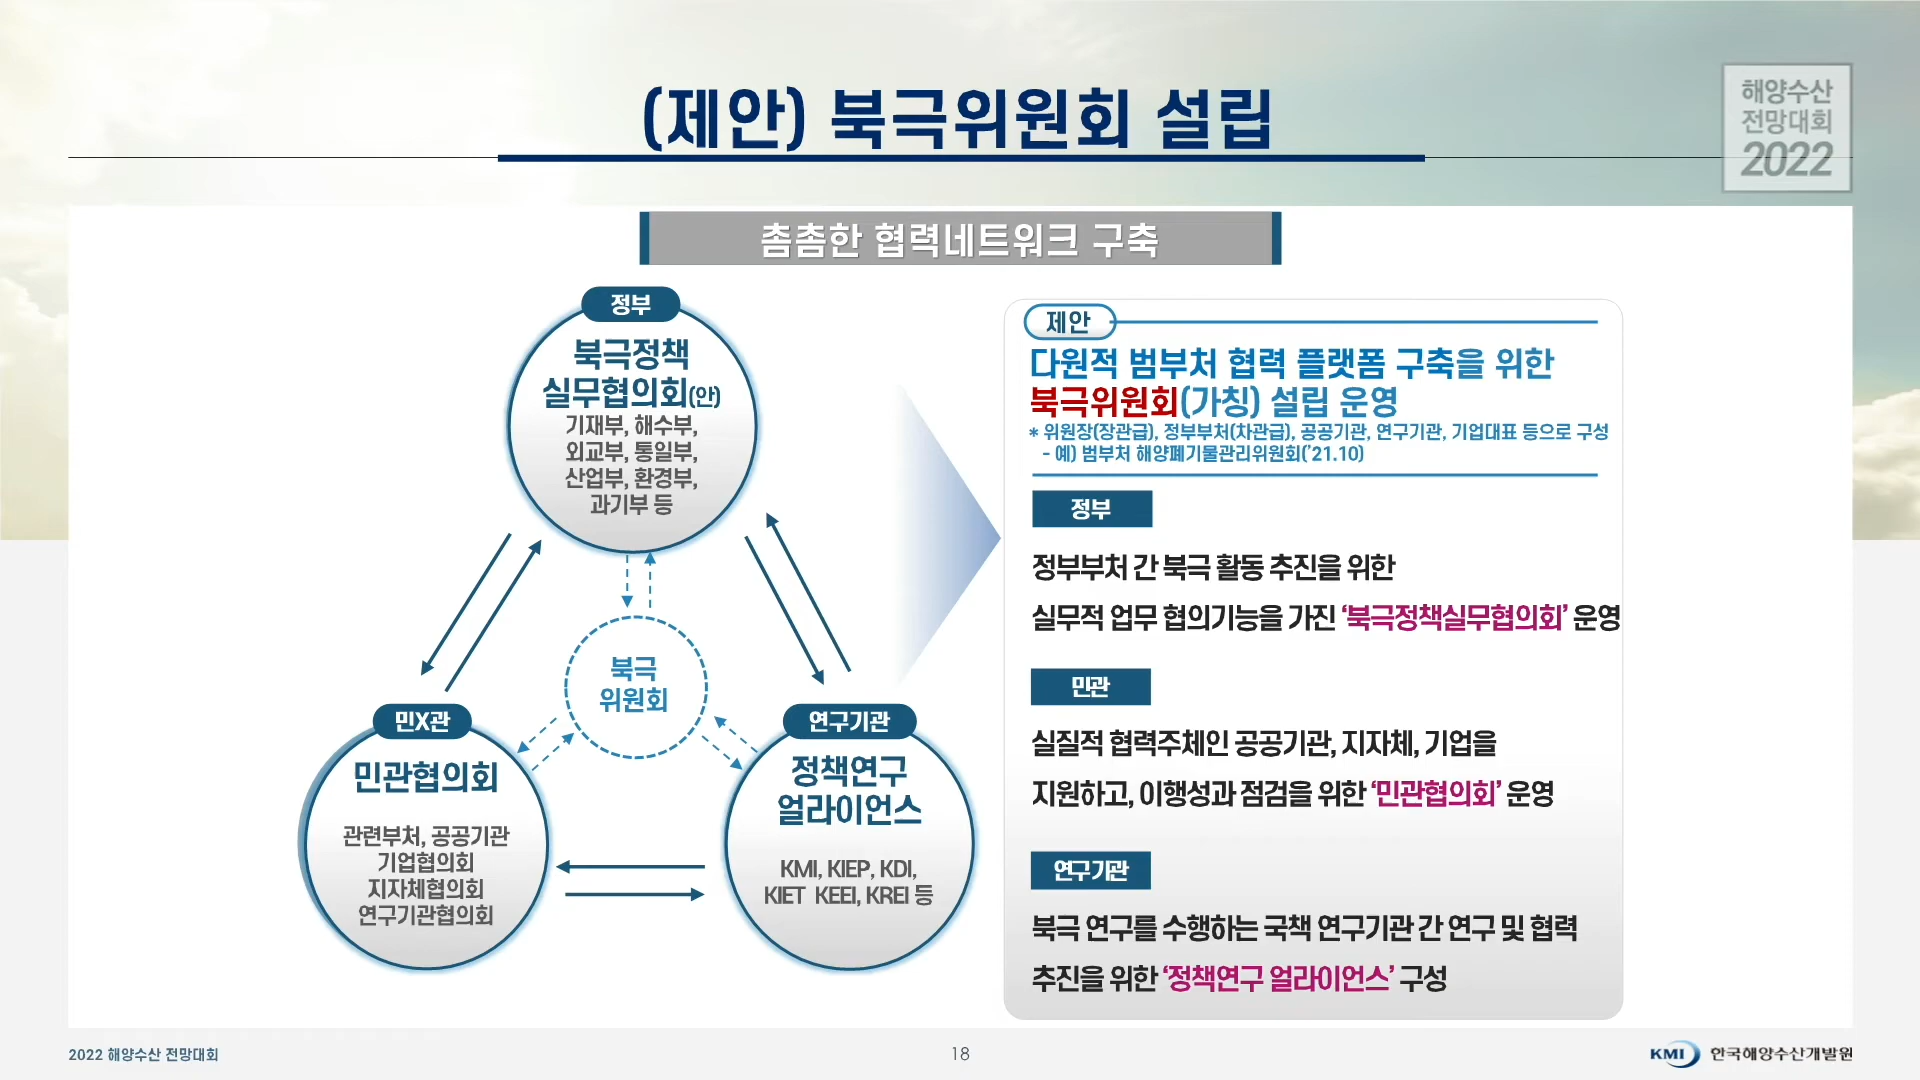 (제안) 북극위원회 설립
해양수산
전망대회
2022
촘촘한 협력네트워크 구축
정부
북극정책
실무협의회(안)
기재부, 해수부,
외교부, 통일부,
산업부, 환경부,
과기부 등
북극
위원회
민X관
민관협의회
관련부처, 공공기관
기업협의회
지자체협의회
연구기관협의회
연구기관
정책연구
얼라이언스
KMI, KIEP, KDI,
KIET KEEI, KREI 등
제안
다원적 범부처 협력 플랫폼 구축을 위한
북극위원회(가칭) 설립 운영
* 위원장(장관급), 정부부처(차관급), 공공기관, 연구기관, 기업대표 등으로 구성
- 예) 범부처 해양폐기물관리위원회('21.10)
정부
정부부처 간 북극 활동 추진을 위한
실무적 업무 협의기능을 가진 ‘북극정책실무협의회’ 운영
민관
실질적 협력주체인 공공기관, 지자체, 기업을
지원하고, 이행성과 점검을 위한 ‘민관협의회’ 운영
연구기관
북극 연구를 수행하는 국책 연구기관 간 연구 및 협력
추진을 위한 ‘정책연구 얼라이언스’ 구성
2022 해양수산 전망대회
18
KMI 한국해양수산개발원